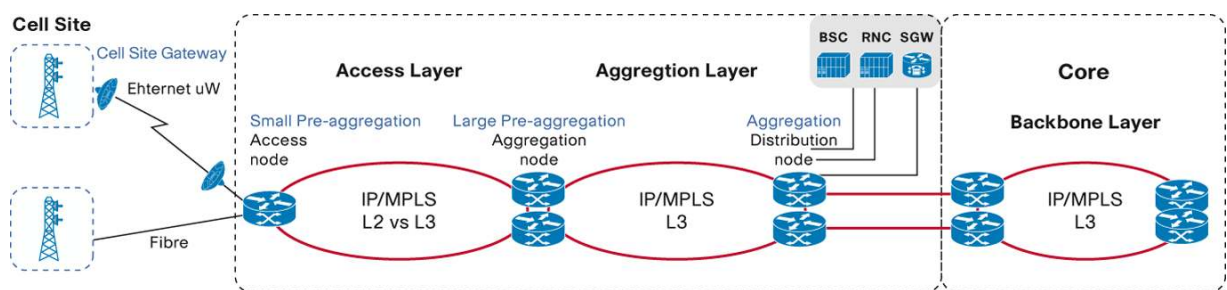 Cell Site
Cell Site Gateway
Ehternet uW
Fibre
Access Layer
Small Pre-aggregation
Access
node
IP/MPLS
L2 vs L3
Large Pre-aggregation
Aggregation
node
Aggregtion Layer
IP/MPLS
L3
BSC RNC SGW
Aggregation
Distribution
node
Core
Backbone Layer
IP/MPLS
L3